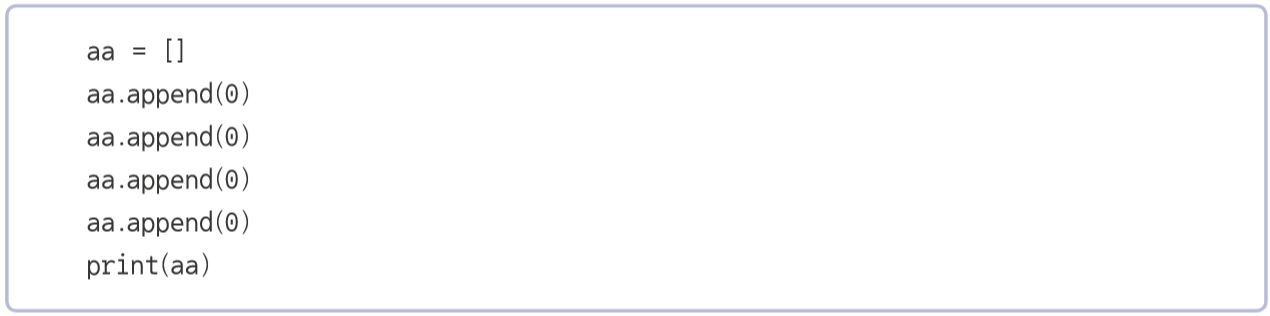 aa = []
aa.append(0)
aa.append(0)
aa.append(0)
aa.append(0)
print(aa)